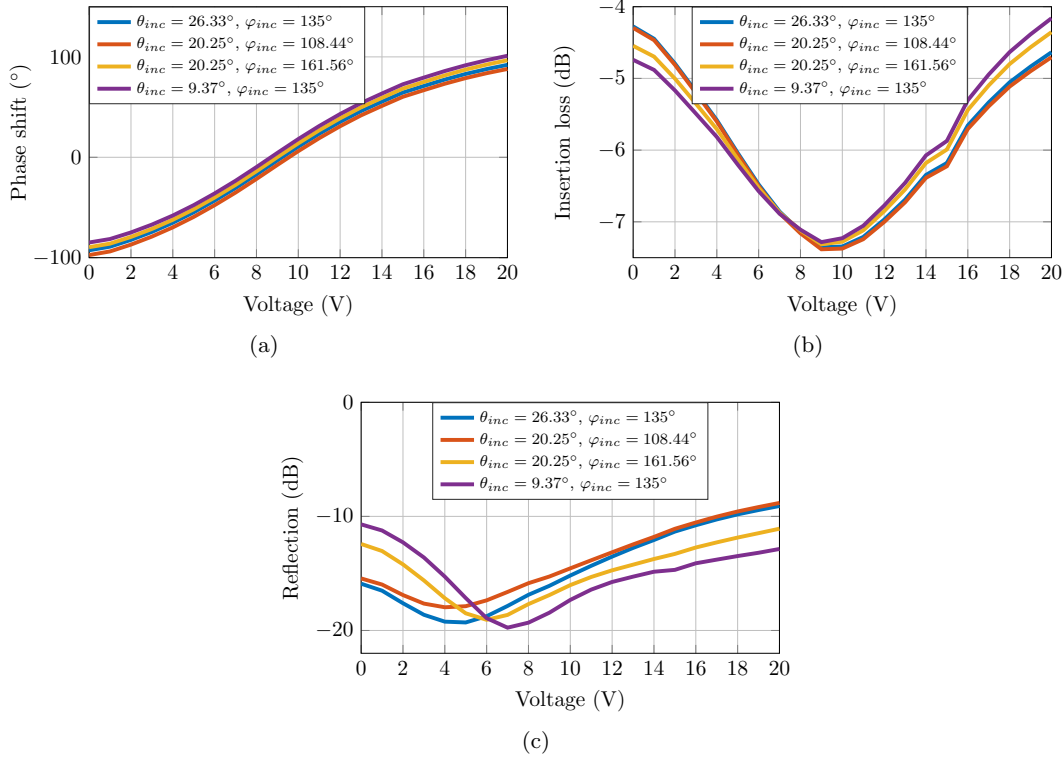 θinc = 26.33°, φinc = 135°
θinc = 20.25°, φinc = 108.44°
θinc = 20.25°, φinc = 161.56°
θinc = 9.37°, φinc = 135°
100
0
−100
Phase shift (°)
0 2 4 6 8 10 12 14 16 18 20
Voltage (V)
(a)
θinc = 26.33°, φinc = 135°
θinc = 20.25°, φinc = 108.44°
θinc = 20.25°, φinc = 161.56°
θinc = 9.37°, φinc = 135°
−4
−5
−6
−7
Insertion loss (dB)
0 2 4 6 8 10 12 14 16 18 20
Voltage (V)
(b)
θinc = 26.33°, φinc = 135°
θinc = 20.25°, φinc = 108.44°
θinc = 20.25°, φinc = 161.56°
θinc = 9.37°, φinc = 135°
0
−10
−20
Reflection (dB)
0 2 4 6 8 10 12 14 16 18 20
Voltage (V)
(c)